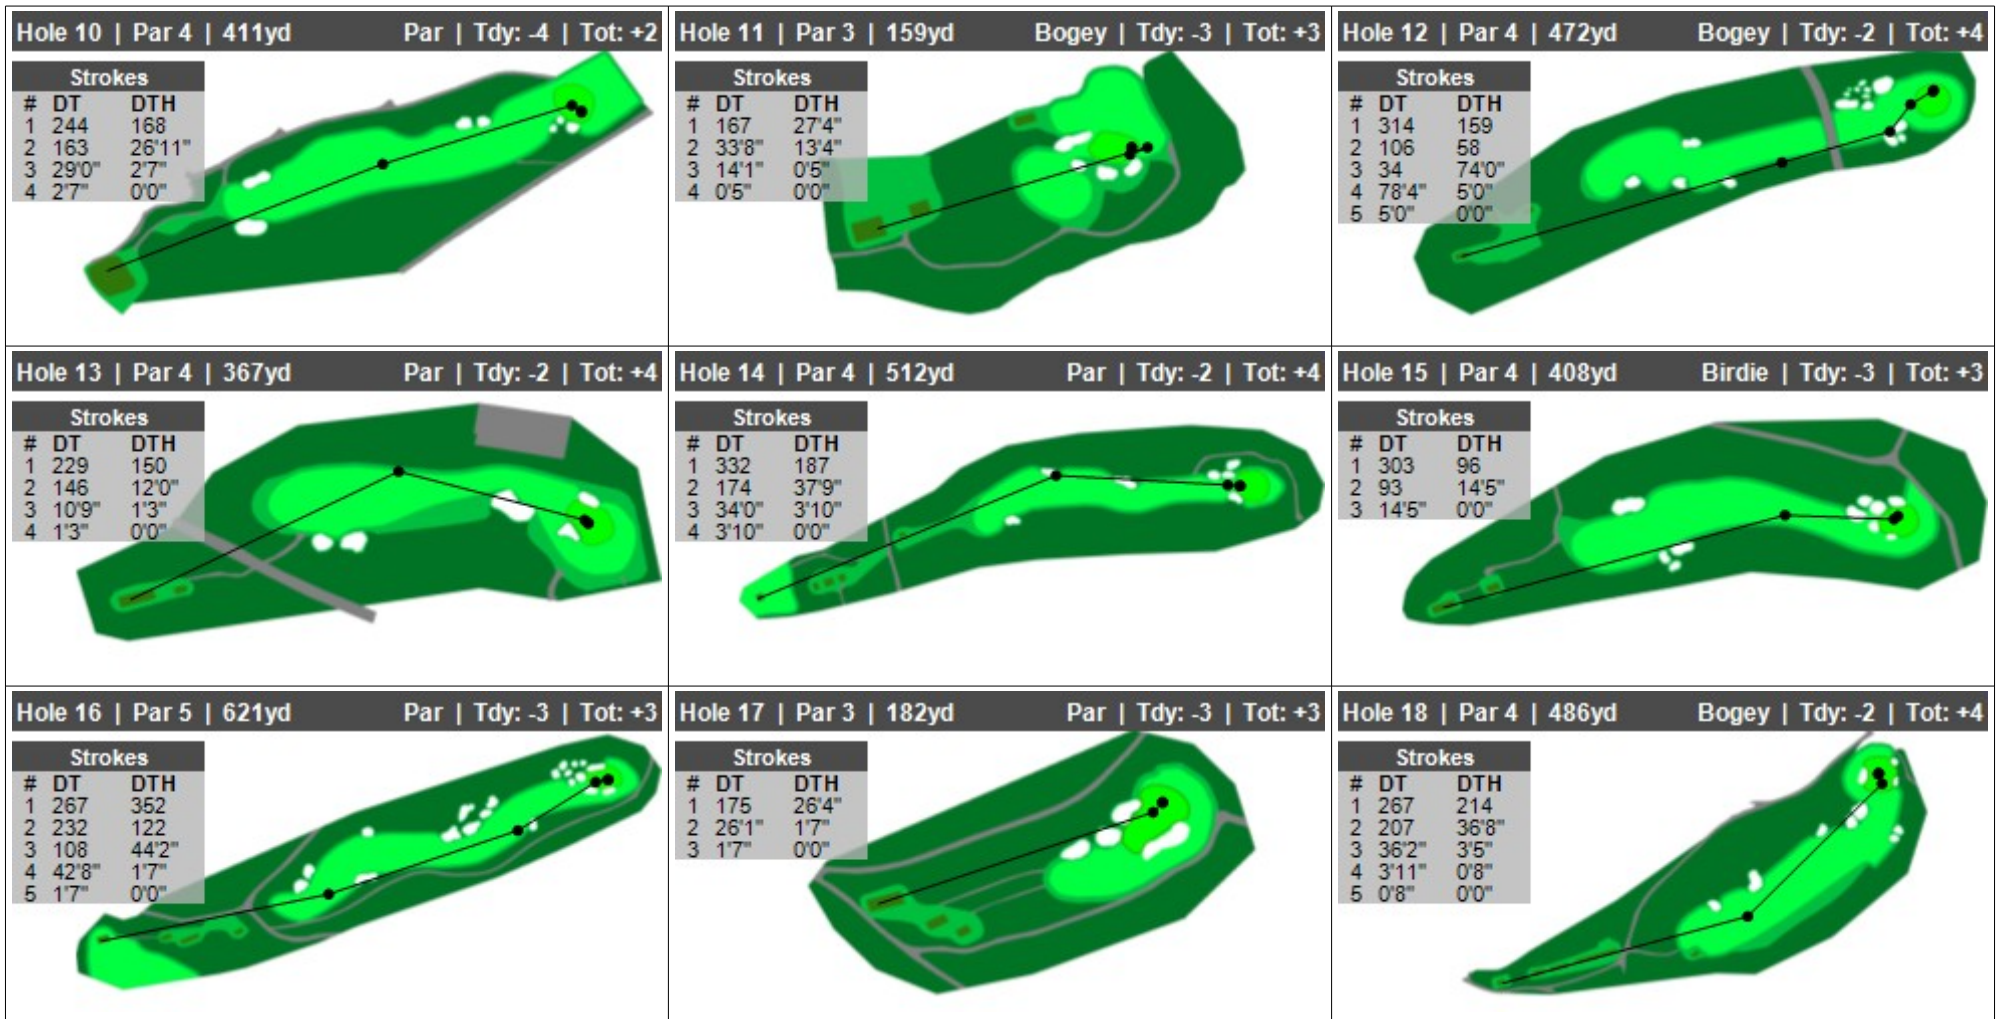 Hole 10 | Par 4 | 411yd Par | Tdy: -4 | Tot: +2
Strokes
# DT DTH
1 244 168
2 163 26'11"
3 29'0" 2'7"
4 2'7" 0'0"
Hole 11 | Par 3 | 159yd Bogey | Tdy: -3 | Tot: +3
Strokes
# DT DTH
1 167 27'4"
2 33'8" 13'4"
3 14'1" 0'5"
4 0'5" 0'0"
Hole 12 | Par 4 | 472yd Bogey | Tdy: -2 | Tot: +4
Strokes
# DT DTH
1 314 159
2 106 58
3 34 74'0"
4 78'4" 5'0"
5 5'0" 0'0"
Hole 13 | Par 4 | 367yd Par | Tdy: -2 | Tot: +4
Strokes
# DT DTH
1 229 150
2 146 12'0"
3 10'9" 1'3"
4 1'3" 0'0"
Hole 14 | Par 4 | 512yd Par | Tdy: -2 | Tot: +4
Strokes
# DT DTH
1 332 187
2 174 37'9"
3 34'0" 3'10"
4 3'10" 0'0"
Hole 15 | Par 4 | 408yd Birdie | Tdy: -3 | Tot: +3
Strokes
# DT DTH
1 303 96
2 93 14'5"
3 14'5" 0'0"
Hole 16 | Par 5 | 621yd Par | Tdy: -3 | Tot: +3
Strokes
# DT DTH
1 267 352
2 232 122
3 108 44'2"
4 42'8" 1'7"
5 1'7" 0'0"
Hole 17 | Par 3 | 182yd Par | Tdy: -3 | Tot: +3
Strokes
# DT DTH
1 175 26'4"
2 26'1" 1'7"
3 1'7" 0'0"
Hole 18 | Par 4 | 486yd Bogey | Tdy: -2 | Tot: +4
Strokes
# DT DTH
1 267 214
2 207 36'8"
3 36'2" 3'5"
4 3'11" 0'8"
5 0'8" 0'0"